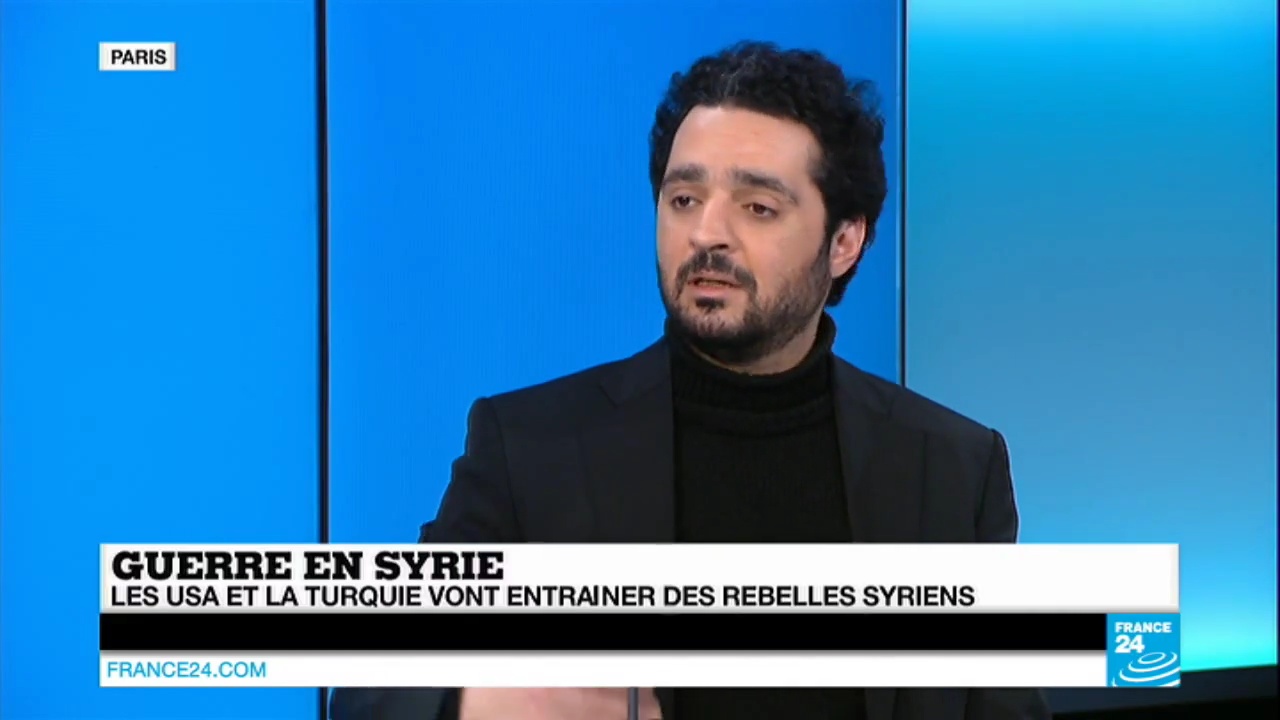 PARIS
GUERRE EN SYRIE
LES USA ET LA TURQUIE VONT ENTRAINER DES REBELLES SYRIENS
FRANCE
24
FRANCE24.COM